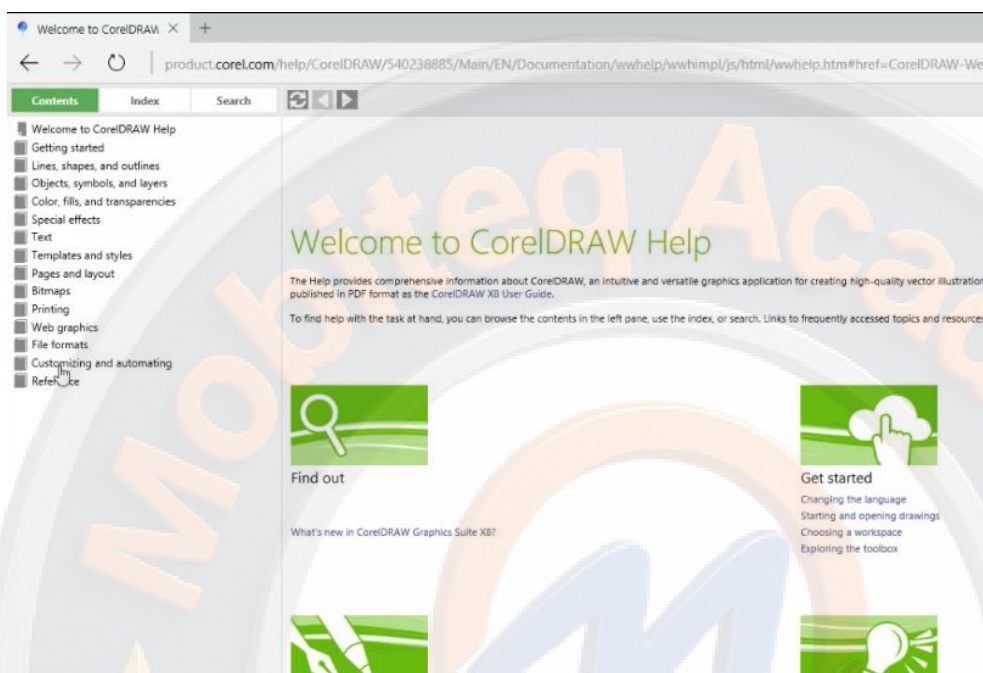 Welcome to CorelDRAW
product.corel.com/help/CorelDRAW/540238885/Main/EN/Documentation/wwhelp/wwhimpl/js/html/wwhelp.htm#href=CorelDRAW-We
Contents Index Search
Welcome to CorelDRAW Help
Getting started
Lines, shapes, and outlines
Objects, symbols, and layers
Color, fills, and transparencies
Special effects
Text
Templates and styles
Pages and layout
Bitmaps
Printing
Web graphics
File formats
Customizing and automating
Reference
Welcome to CorelDRAW Help
The Help provides comprehensive information about CorelDRAW, an intuitive and versatile graphics application for creating high-quality vector illustration
published in PDF format as the CorelDRAW X8 User Guide.
To find help with the task at hand, you can browse the contents in the left pane, use the index, or search. Links to frequently accessed topics and resources
Find out
What's new in CorelDRAW Graphics Suite X8?
Get started
Changing the language
Starting and opening drawings
Choosing a workspace
Exploring the toolbox
Mobiteq Acad
M